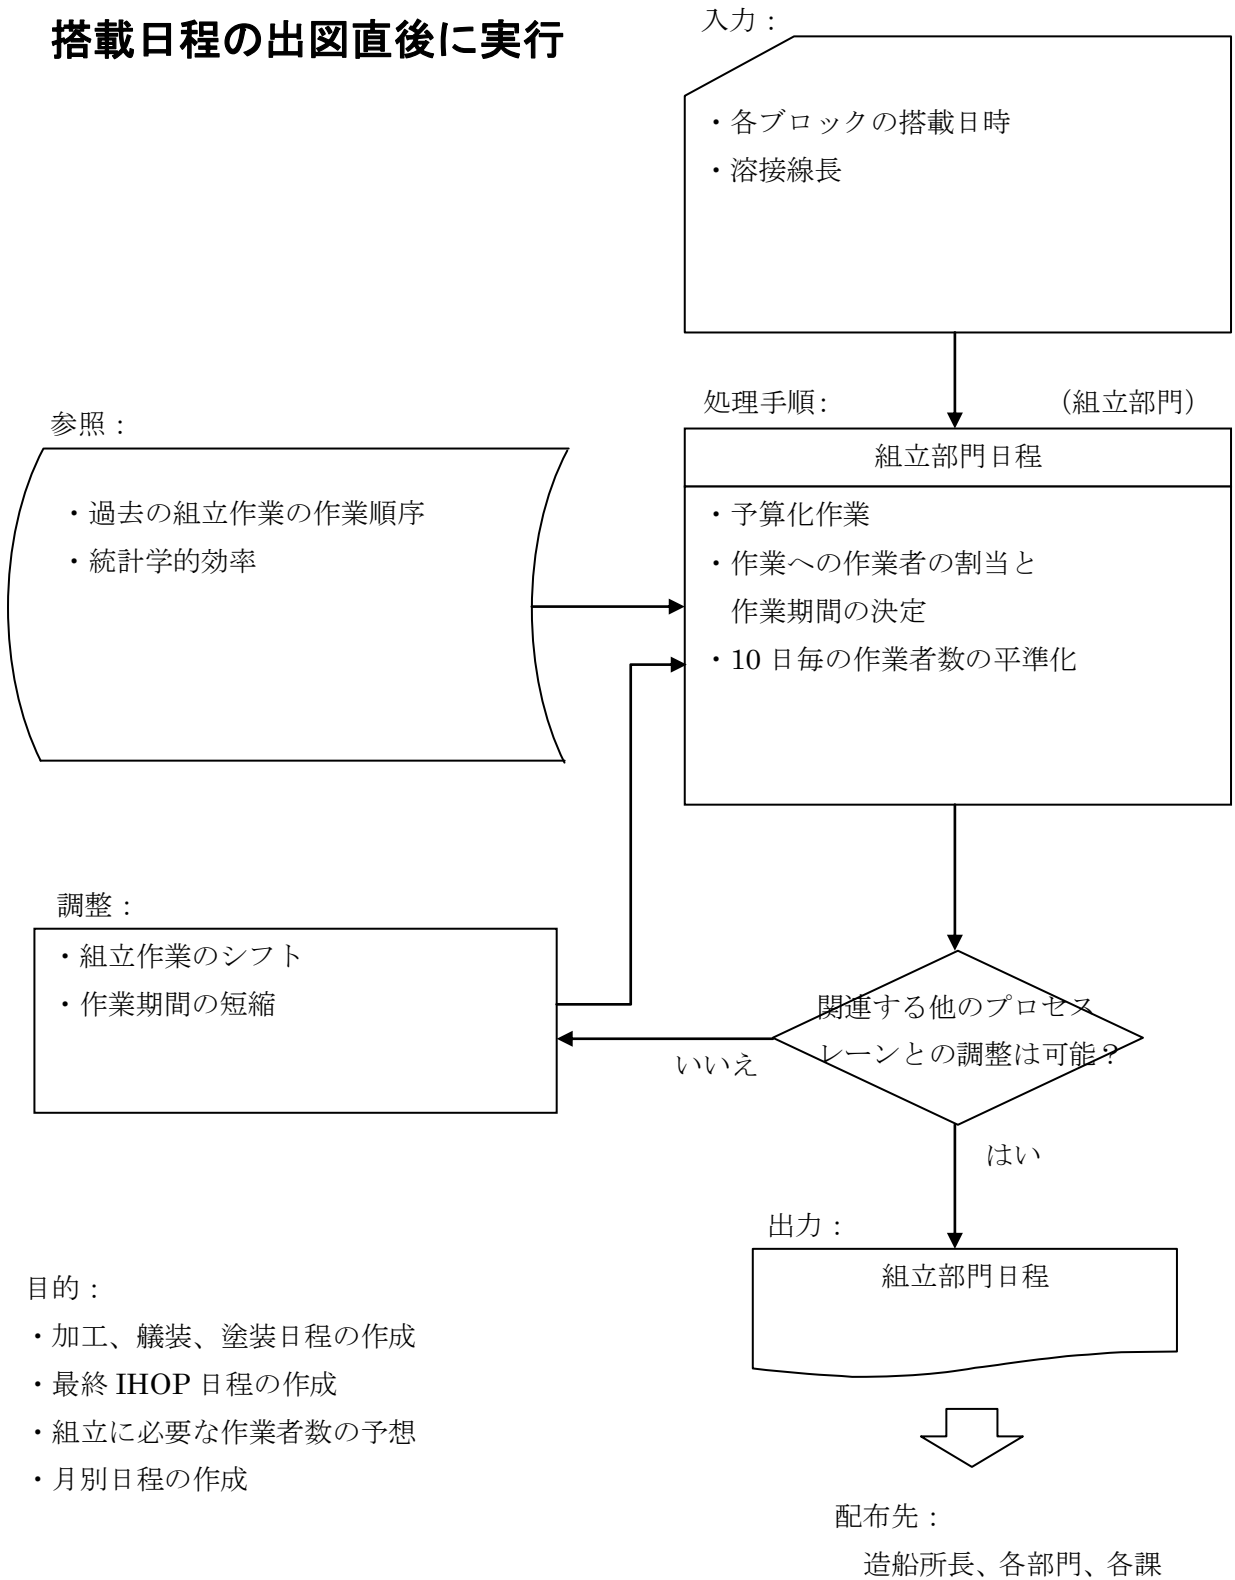 搭載日程の出図直後に実行
入力：
・各ブロックの搭載日時
・溶接線長
処理手順：　（組立部門）
組立部門日程
・予算化作業
・作業への作業者の割当と
作業期間の決定
・10日毎の作業者数の平準化
参照：
・過去の組立作業の作業順序
・統計学的効率
調整：
・組立作業のシフト
・作業期間の短縮
関連する他のプロセス
レーンとの調整は可能？
いいえ
はい
出力：
組立部門日程
目的：
・加工、艤装、塗装日程の作成
・最終 IHOP 日程の作成
・組立に必要な作業者数の予想
・月別日程の作成
配布先：
造船所長、各部門、各課